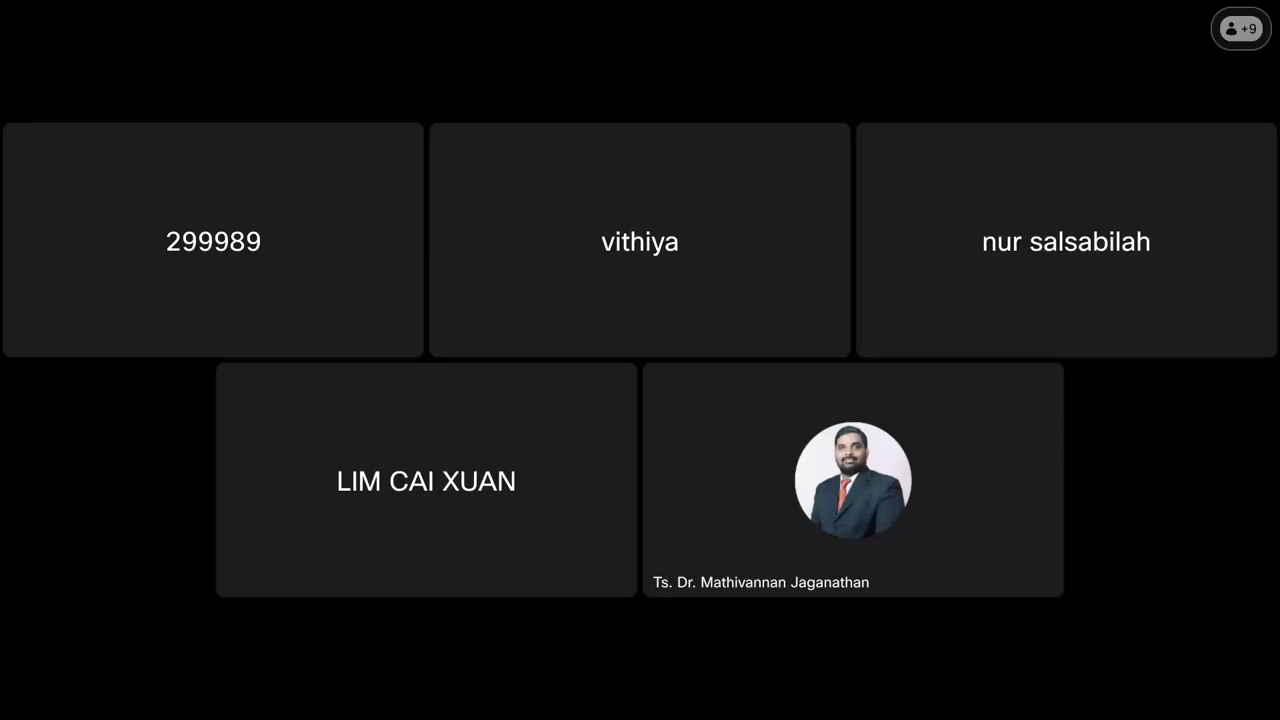 +9
299989
vithiya
nur salsabilah
LIM CAI XUAN
Ts. Dr. Mathivannan Jaganathan